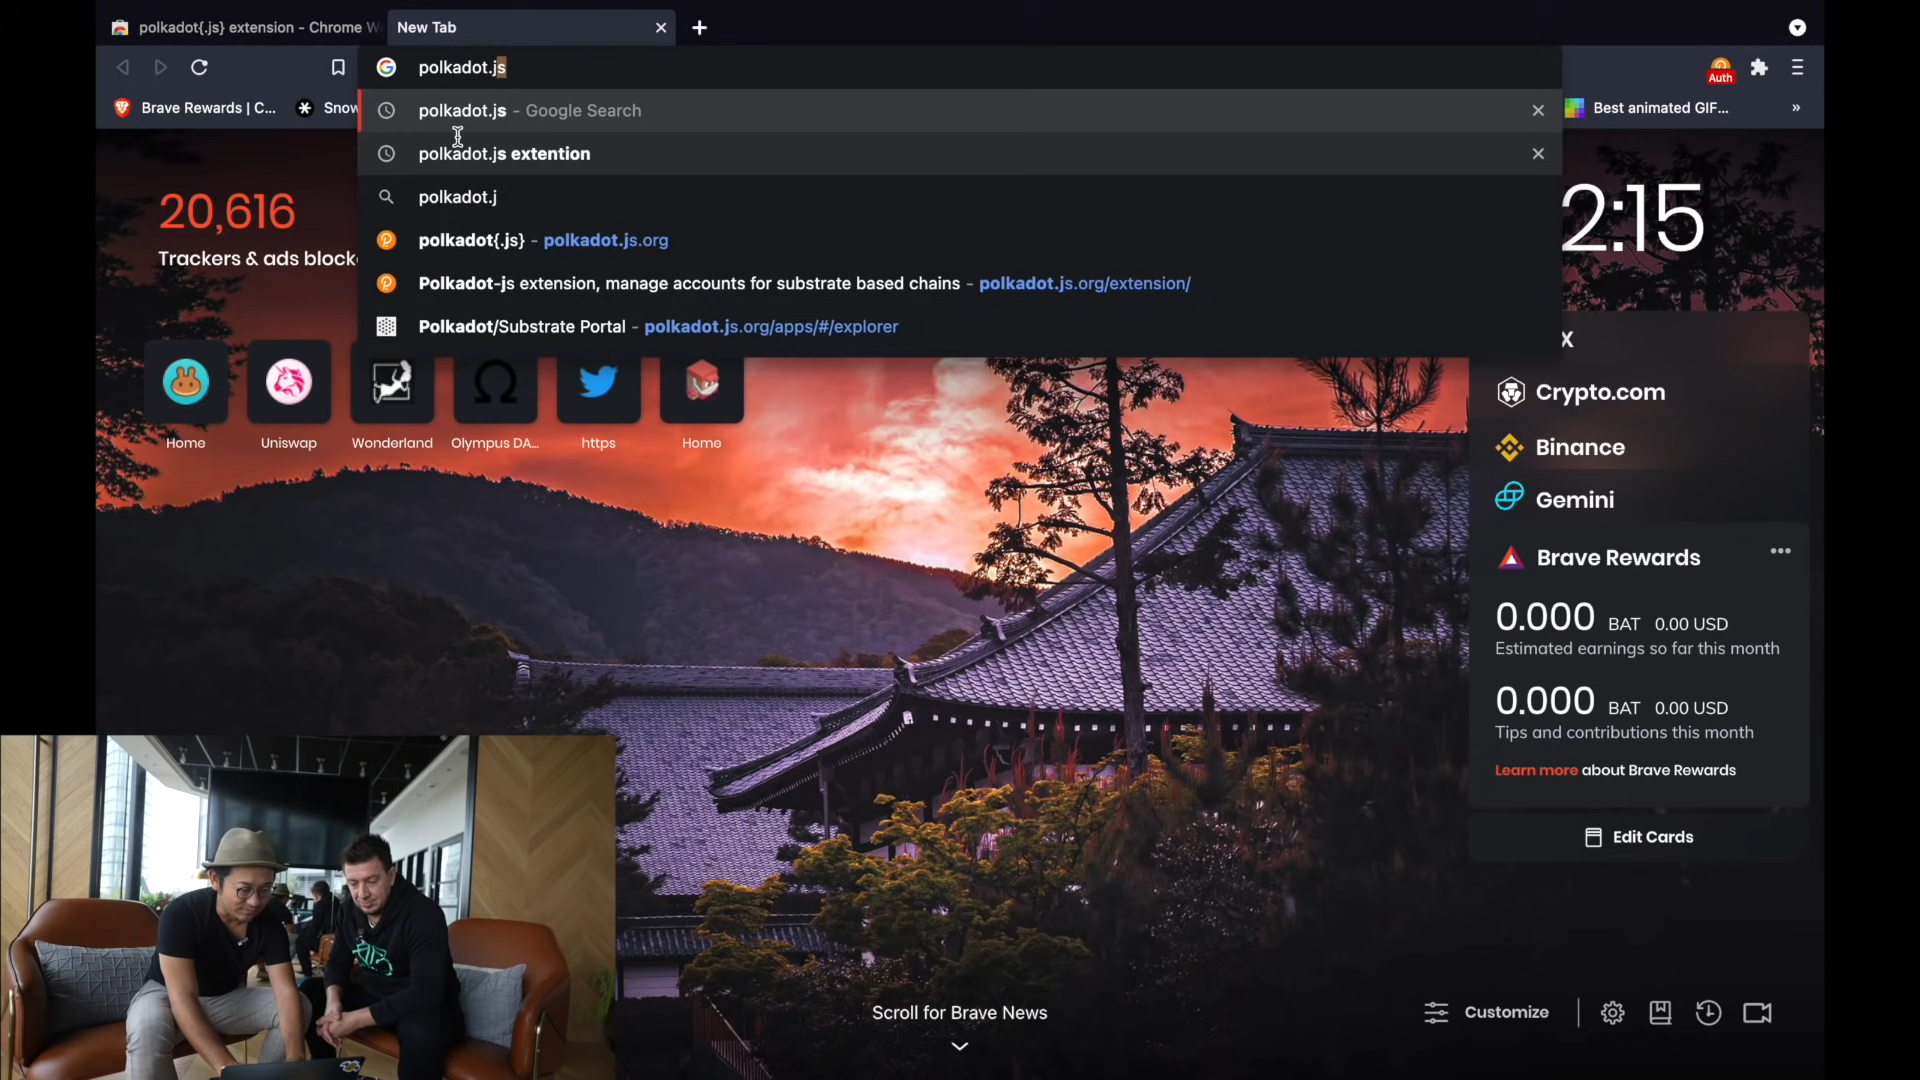 polkadot{.js} extension - Chrome W
New Tab
polkadot.js
Auth
Brave Rewards | C...
Snow
Best animated GIF...
»
polkadot.js - Google Search
polkadot.js extention
polkadot.j
polkadot{.js} - polkadot.js.org
Polkadot-js extension, manage accounts for substrate based chains - polkadot.js.org/extension/
Polkadot/Substrate Portal - polkadot.js.org/apps/#/explorer
20,616
Trackers & ads block
2:15
Home
Uniswap
Wonderland
Olympus DA...
https
Home
X
Crypto.com
Binance
Gemini
Brave Rewards
0.000 BAT 0.00 USD
Estimated earnings so far this month
0.000 BAT 0.00 USD
Tips and contributions this month
Learn more about Brave Rewards
Edit Cards
Scroll for Brave News
Customize